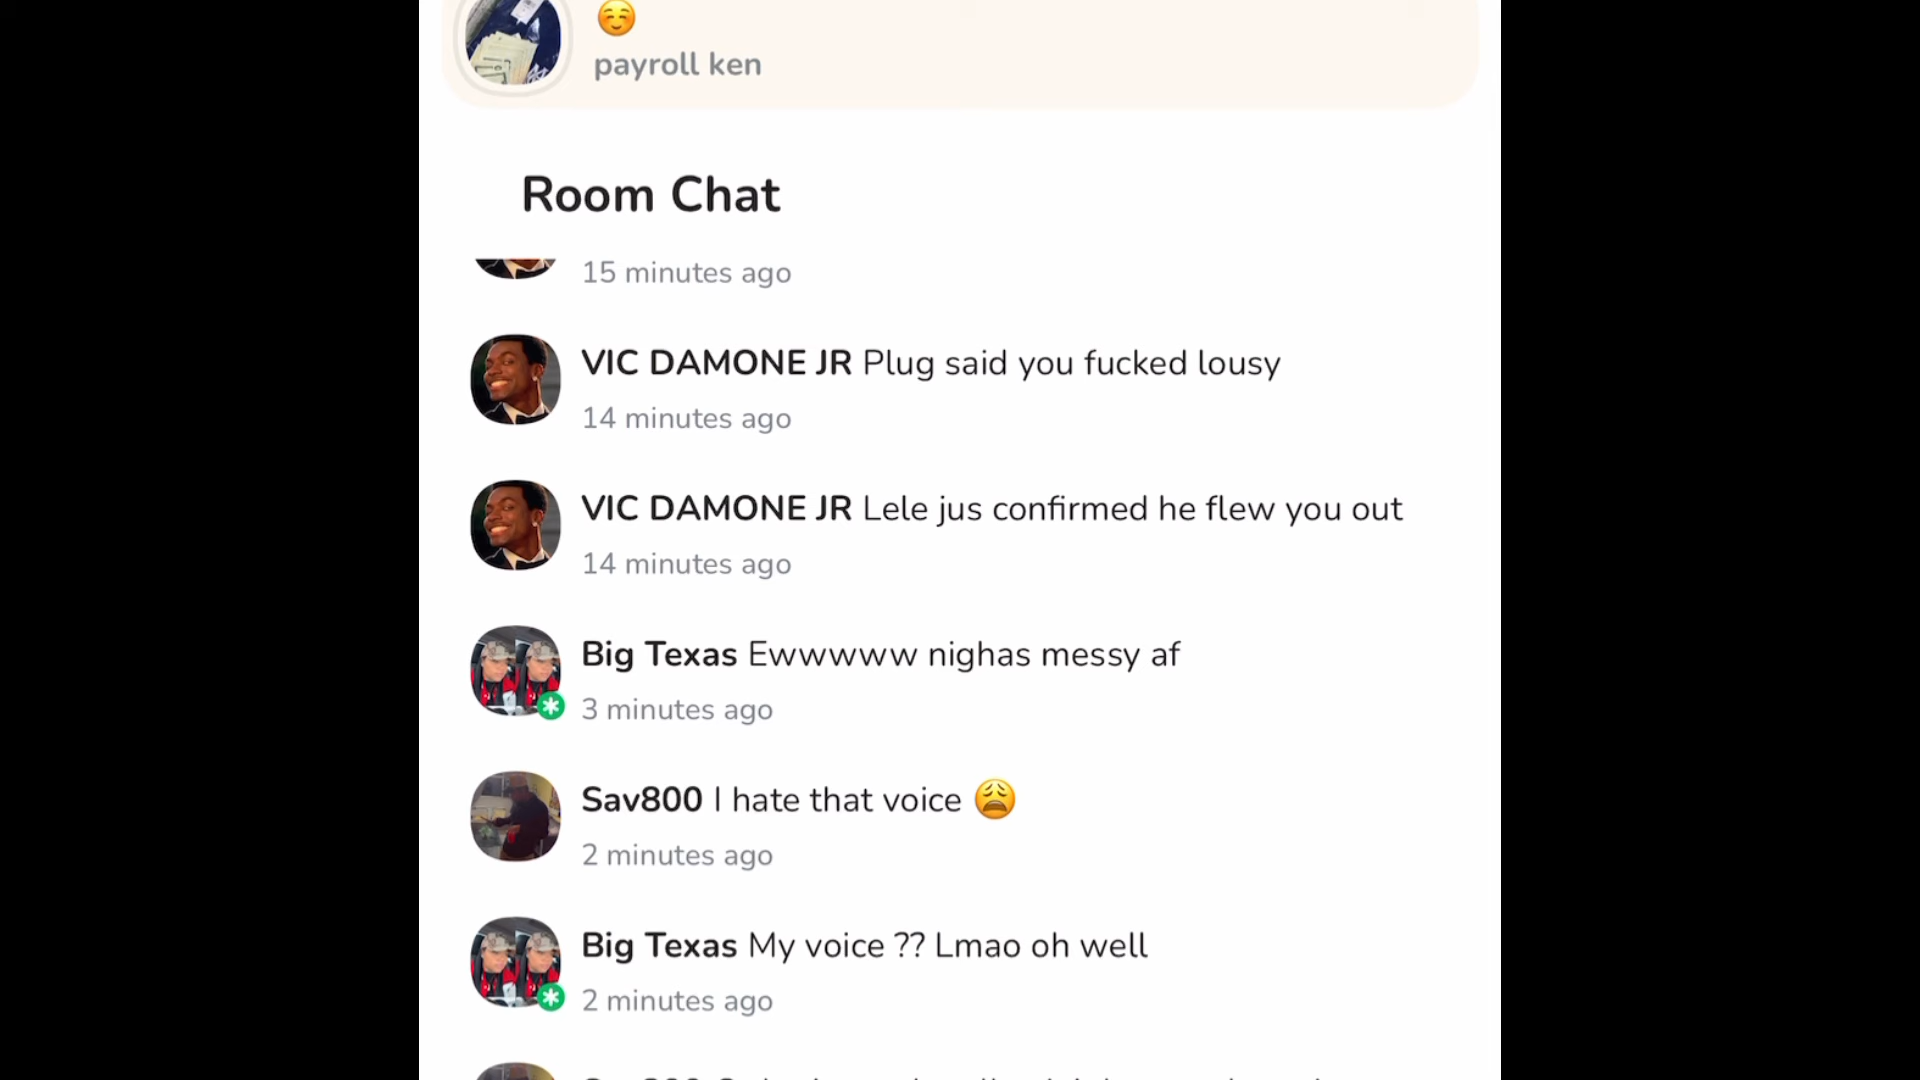 ☺️
payroll ken
Room Chat
15 minutes ago
VIC DAMONE JR Plug said you fucked lousy
14 minutes ago
VIC DAMONE JR Lele jus confirmed he flew you out
14 minutes ago
Big Texas Ewwwww nighas messy af
3 minutes ago
Sav800 I hate that voice 😩
2 minutes ago
Big Texas My voice ?? Lmao oh well
2 minutes ago